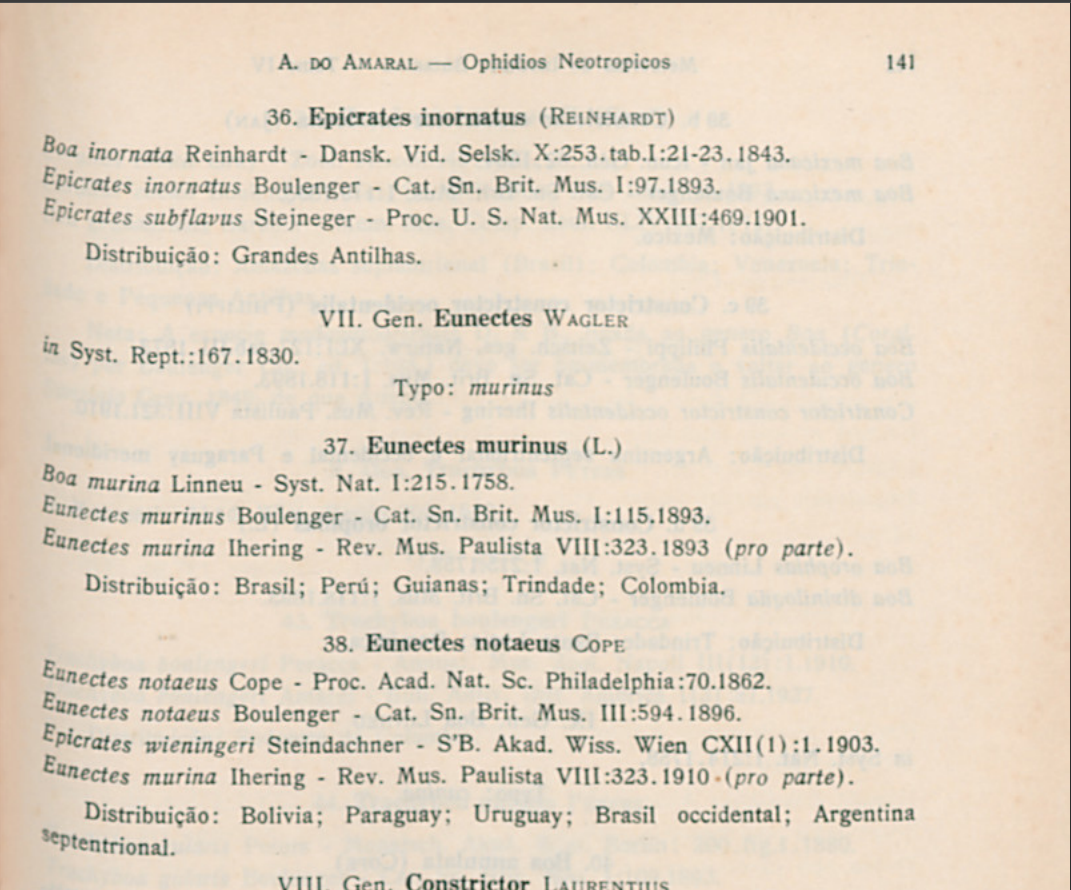 A. DO AMARAL — Ophidios Neotropicos 141
36. Epicrates inornatus (REINHARDT)
Boa inornata Reinhardt - Dansk. Vid. Selsk. X:253.tab.I:21-23.1843.
Epicrates inornatus Boulenger - Cat. Sn. Brit. Mus. I:97.1893.
Epicrates subflavus Stejneger - Proc. U. S. Nat. Mus. XXIII:469.1901.
Distribuição: Grandes Antilhas.
VII. Gen. Eunectes WAGLER
in Syst. Rept.:167.1830.
Typo: murinus
37. Eunectes murinus (L.)
Boa murina Linneu - Syst. Nat. I:215.1758.
Eunectes murinus Boulenger - Cat. Sn. Brit. Mus. I:115.1893.
Eunectes murina Ihering - Rev. Mus. Paulista VIII:323.1893 (pro parte).
Distribuição: Brasil; Perú; Guianas; Trindade; Colombia.
38. Eunectes notaeus COPE
Eunectes notaeus Cope - Proc. Acad. Nat. Sc. Philadelphia:70.1862.
Eunectes notaeus Boulenger - Cat. Sn. Brit. Mus. III:594.1896.
Epicrates wieningeri Steindachner - S'B. Akad. Wiss. Wien CXII(1):1.1903.
Eunectes murina Ihering - Rev. Mus. Paulista VIII:323.1910 (pro parte).
Distribuição: Bolivia; Paraguay; Uruguay; Brasil occidental; Argentina
septentrional.
VIII. Gen. Constrictor LAURENTIUS